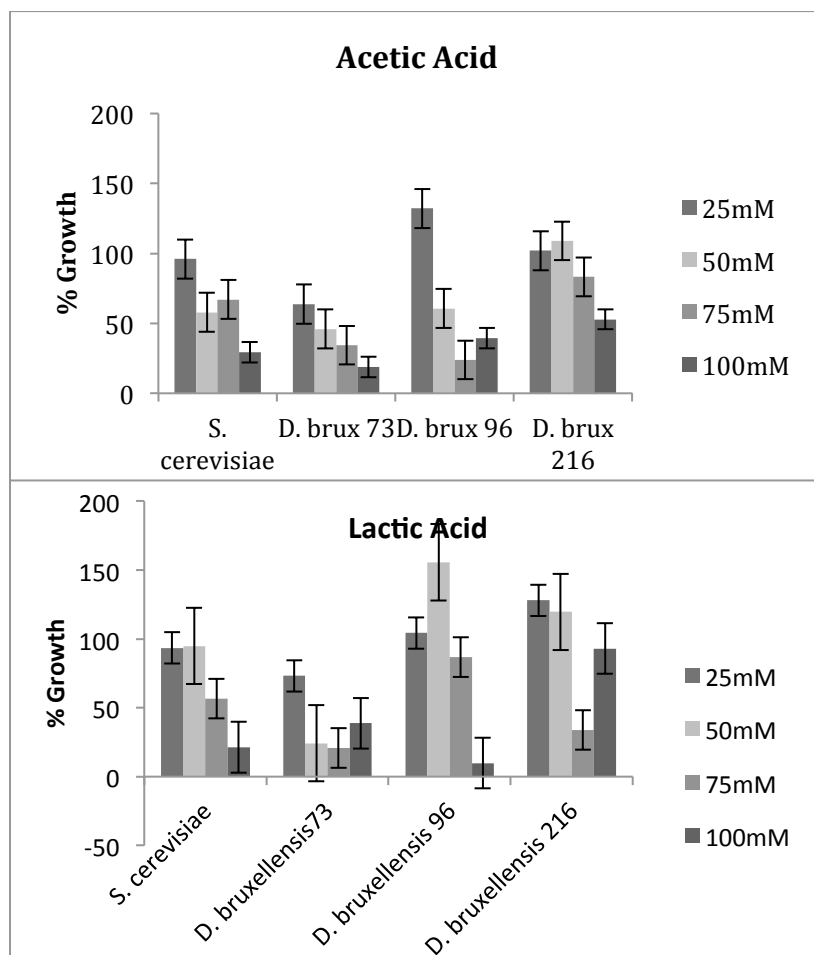 Acetic Acid
200
150
100
50
0
% Growth
S. cerevisiae
D. brux 73
D. brux 96
D. brux 216
25mM
50mM
75mM
100mM
Lactic Acid
200
150
100
50
0
-50
% Growth
S. cerevisiae
D. bruxellensis73
D. bruxellensis 96
D. bruxellensis 216
25mM
50mM
75mM
100mM